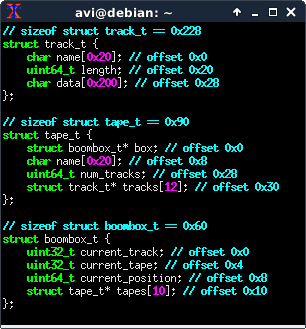 avi@debian: ~
// sizeof struct track_t == 0x228
struct track_t {
    char name[0x20]; // offset 0x0
    uint64_t length; // offset 0x20
    char data[0x200]; // offset 0x28
};
// sizeof struct tape_t == 0x90
struct tape_t {
    struct boombox_t* box; // offset 0x0
    char name[0x20]; // offset 0x8
    uint64_t num_tracks; // offset 0x28
    struct track_t* tracks[12]; // offset 0x30
};
// sizeof struct boombox_t == 0x60
struct boombox_t {
    uint32_t current_track; // offset 0x0
    uint32_t current_tape; // offset 0x4
    uint64_t current_position; // offset 0x8
    struct tape_t* tapes[10]; // offset 0x10
};